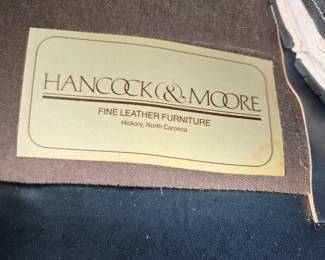 HANCOCK & MOORE
FINE LEATHER FURNITURE
Hickory, North Carolina